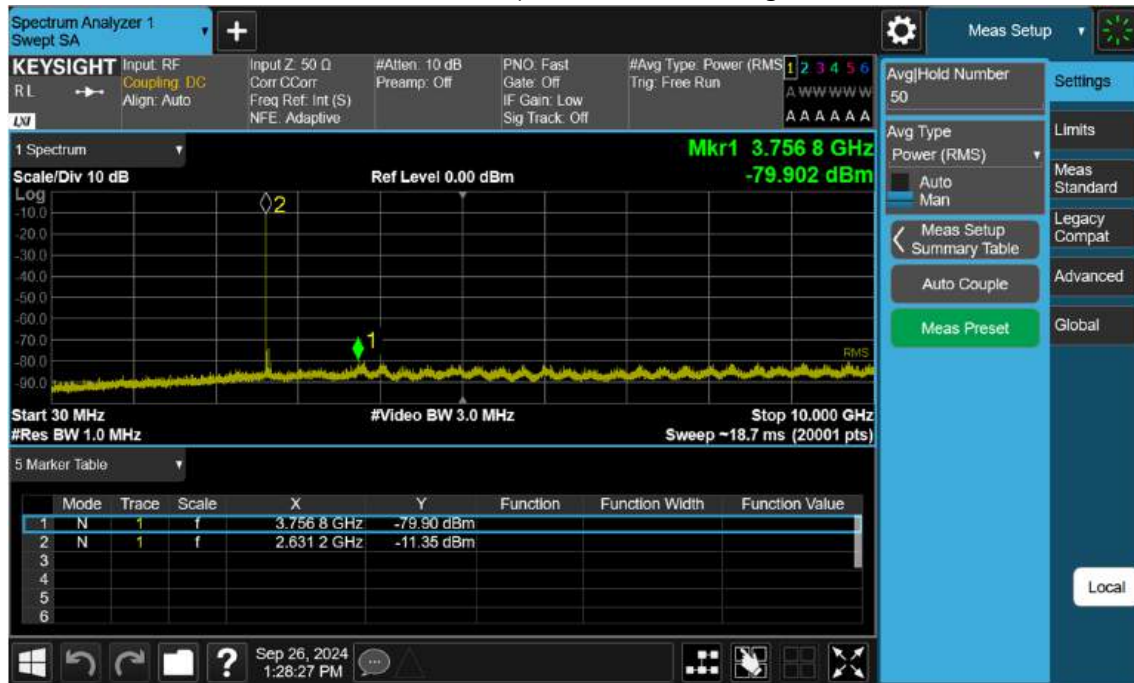 Spectrum Analyzer 1
Swept SA
+
Meas Setup
KEYSIGHT
RL
LXI
Input: RF
Coupling: DC
Align: Auto
Input Z: 50 Ω
Corr CCorr
Freq Ref: Int (S)
NFE: Adaptive
#Atten: 10 dB
Preamp: Off
PNO: Fast
Gate: Off
IF Gain: Low
Sig Track: Off
#Avg Type: Power (RMS
Trig: Free Run
1 2 3 4 5 6
A W W W W W
A A A A A A
1 Spectrum
Scale/Div 10 dB
Ref Level 0.00 dBm
Mkr1 3.756 8 GHz
-79.902 dBm
Log
-10.0
-20.0
-30.0
-40.0
-50.0
-60.0
-70.0
-80.0
-90.0
2
1
RMS
Start 30 MHz
#Res BW 1.0 MHz
#Video BW 3.0 MHz
Stop 10.000 GHz
Sweep ~18.7 ms (20001 pts)
5 Marker Table
Mode Trace Scale X Y Function Function Width Function Value
1 N 1 f 3.756 8 GHz -79.90 dBm
2 N 1 f 2.631 2 GHz -11.35 dBm
3
4
5
6
Avg|Hold Number
50
Avg Type
Power (RMS)
Auto
Man
Meas Setup
Summary Table
Auto Couple
Meas Preset
Settings
Limits
Meas
Standard
Legacy
Compat
Advanced
Global
Local
?
Sep 26, 2024
1:28:27 PM